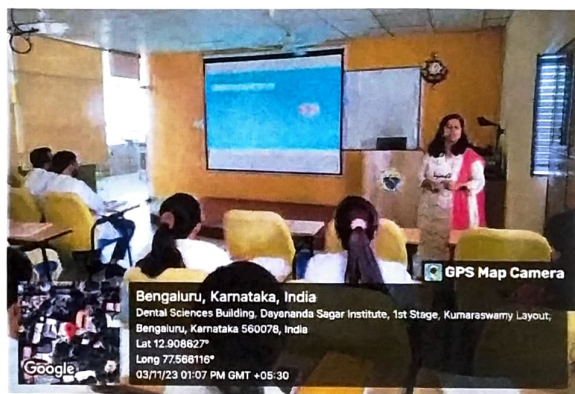 GPS Map Camera
Bengaluru, Karnataka, India
Dental Sciences Building, Dayananda Sagar Institute, 1st Stage, Kumaraswamy Layout,
Bengaluru, Karnataka 560078, India
Lat 12.908627°
Long 77.566116°
03/11/23 01:07 PM GMT +05:30
Google